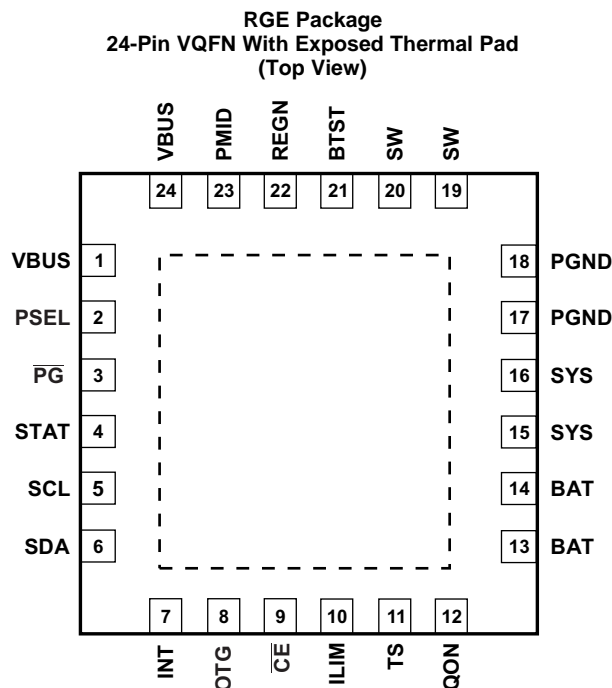 RGE Package
24-Pin VQFN With Exposed Thermal Pad
(Top View)
VBUS
PMID
REGN
BTST
SW
SW
24
23
22
21
20
19
VBUS 1
PSEL 2
PG 3
STAT 4
SCL 5
SDA 6
18 PGND
17 PGND
16 SYS
15 SYS
14 BAT
13 BAT
7
8
9
10
11
12
INT
OTG
CE
ILIM
TS
QON